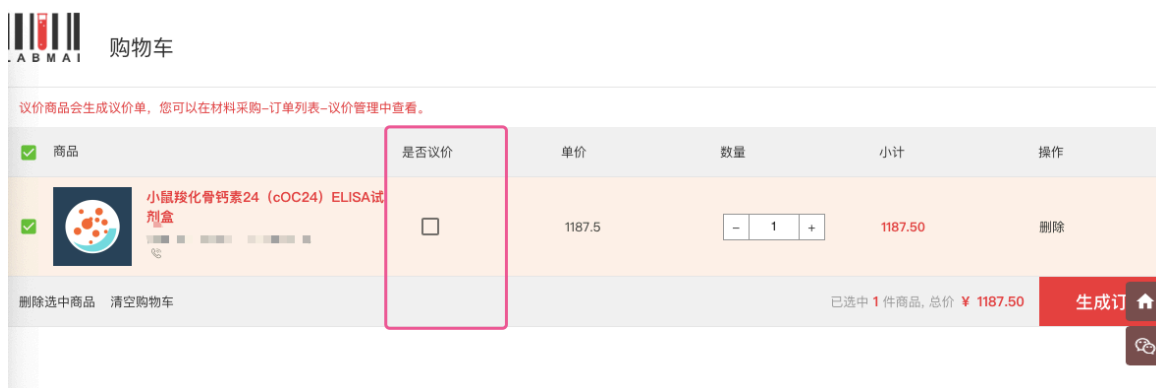 LABMAI
购物车
议价商品会生成议价单，您可以在材料采购–订单列表–议价管理中查看。
商品 是否议价 单价 数量 小计 操作
小鼠羧化骨钙素24（cOC24）ELISA试
剂盒
1187.5 − 1 + 1187.50 删除
删除选中商品 清空购物车 已选中 1 件商品, 总价 ¥ 1187.50 生成订